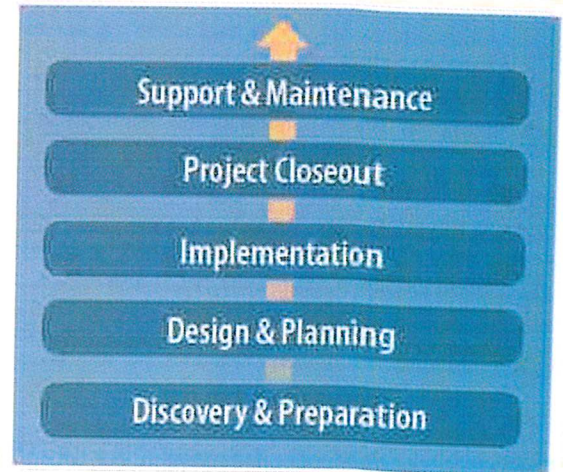 Support & Maintenance
Project Closeout
Implementation
Design & Planning
Discovery & Preparation